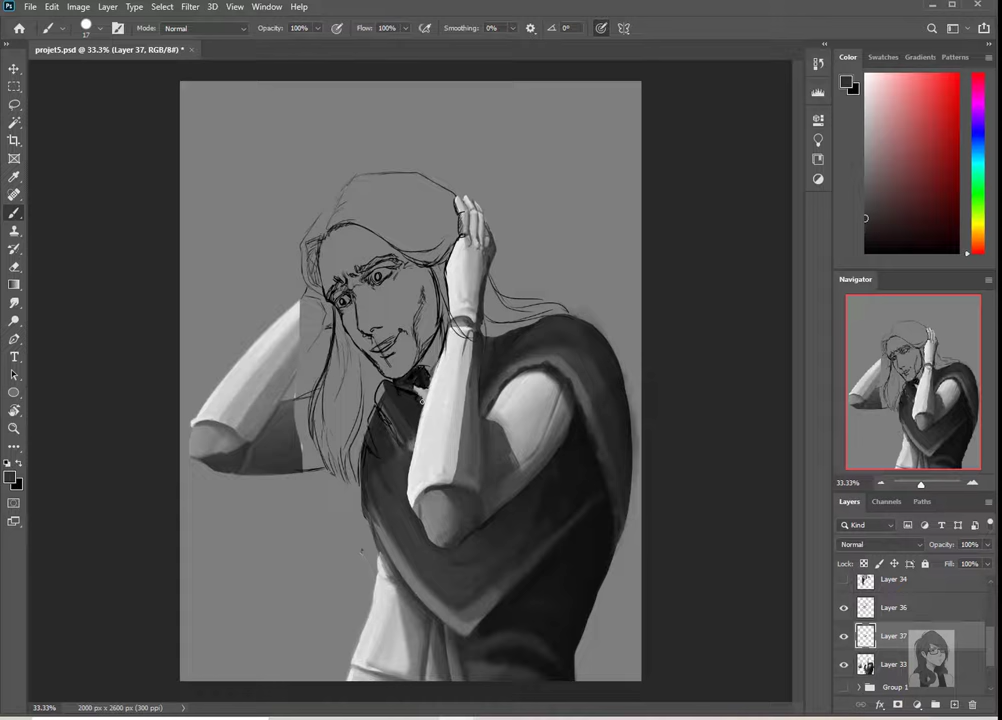 Ps File Edit Image Layer Type Select Filter 3D View Window Help
17 Mode: Normal Opacity: 100% Flow: 100% Smoothing: 0% 0°
projet5.psd @ 33.3% (Layer 37, RGB/8#) *
Color Swatches Gradients Patterns
Navigator
33.33%
Layers Channels Paths
Kind
Normal Opacity: 100%
Lock: Fill: 100%
Layer 34
Layer 36
Layer 37
Layer 33
Group 1
33.33% 2000 px x 2600 px (300 ppi)